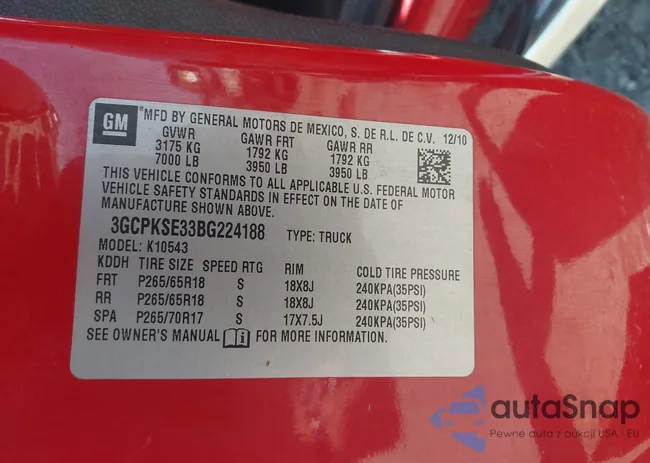 GM
MFD BY GENERAL MOTORS DE MEXICO, S. DE R.L. DE C.V. 12/10
GVWR GAWR FRT GAWR RR
3175 KG 1792 KG 1792 KG
7000 LB 3950 LB 3950 LB
THIS VEHICLE CONFORMS TO ALL APPLICABLE U.S. FEDERAL MOTOR
VEHICLE SAFETY STANDARDS IN EFFECT ON THE DATE OF
MANUFACTURE SHOWN ABOVE.
3GCPKSE33BG224188 TYPE: TRUCK
MODEL: K10543
KDDH TIRE SIZE SPEED RTG RIM COLD TIRE PRESSURE
FRT P265/65R18 S 18X8J 240KPA(35PSI)
RR P265/65R18 S 18X8J 240KPA(35PSI)
SPA P265/70R17 S 17X7.5J 240KPA(35PSI)
SEE OWNER'S MANUAL FOR MORE INFORMATION.
autaSnap
Pewne auta z aukcji USA - EU